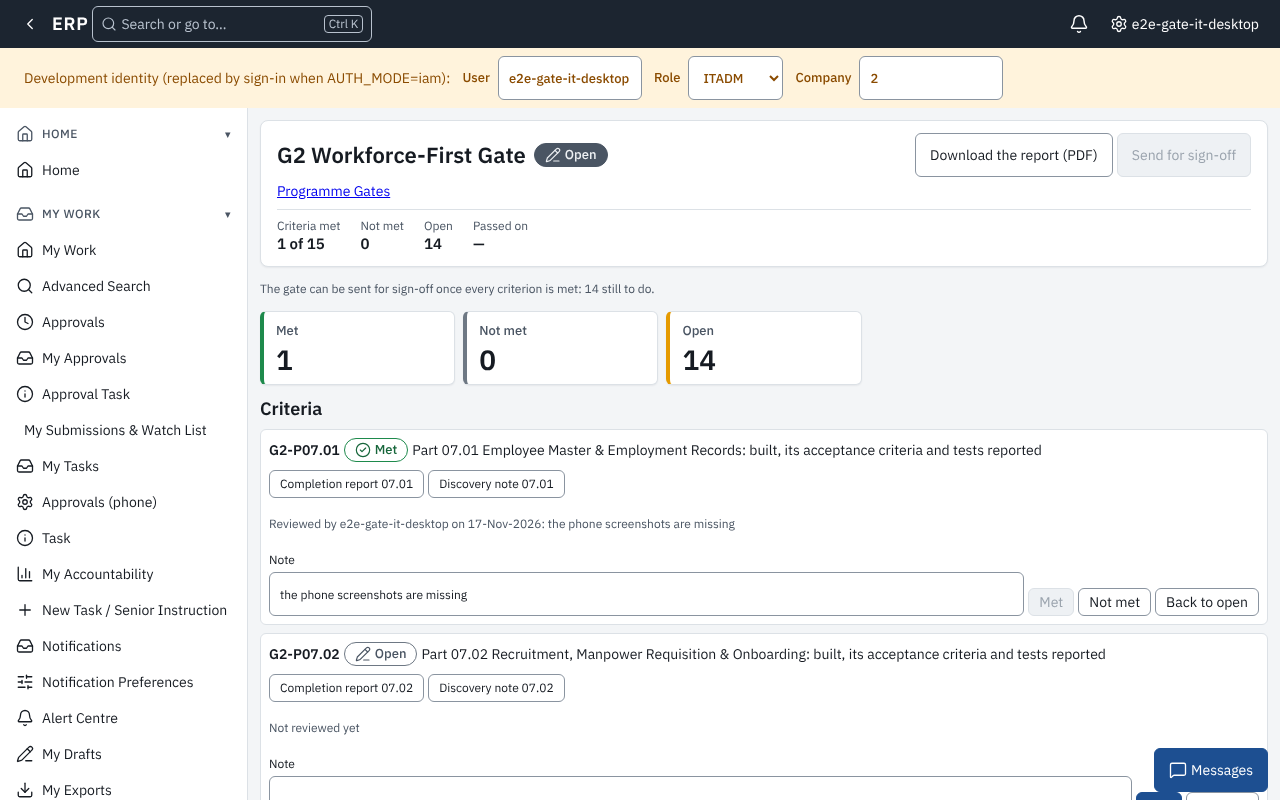 ERP Search or go to... Ctrl K e2e-gate-it-desktop
Development identity (replaced by sign-in when AUTH_MODE=iam): User e2e-gate-it-desktop Role ITADM Company 2
HOME
Home
MY WORK
My Work
Advanced Search
Approvals
My Approvals
Approval Task
My Submissions & Watch List
My Tasks
Approvals (phone)
Task
My Accountability
New Task / Senior Instruction
Notifications
Notification Preferences
Alert Centre
My Drafts
My Exports
G2 Workforce-First Gate Open Download the report (PDF) Send for sign-off
Programme Gates
Criteria met Not met Open Passed on
1 of 15 0 14 —
The gate can be sent for sign-off once every criterion is met: 14 still to do.
Met Not met Open
1 0 14
Criteria
G2-P07.01 Met Part 07.01 Employee Master & Employment Records: built, its acceptance criteria and tests reported
Completion report 07.01 Discovery note 07.01
Reviewed by e2e-gate-it-desktop on 17-Nov-2026: the phone screenshots are missing
Note
the phone screenshots are missing Met Not met Back to open
G2-P07.02 Open Part 07.02 Recruitment, Manpower Requisition & Onboarding: built, its acceptance criteria and tests reported
Completion report 07.02 Discovery note 07.02
Not reviewed yet
Note
Messages